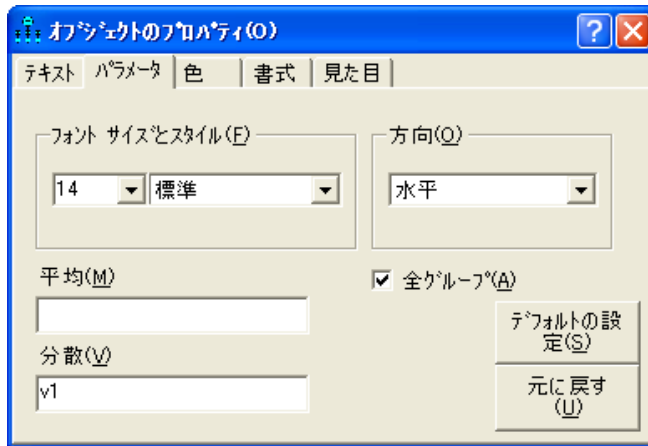 ｵﾌﾞｼﾞｪｸﾄのﾌﾟﾛﾊﾟﾃｨ(O)
テキスト ﾊﾟﾗﾒｰﾀ 色 書式 見た目
フォント サイズとスタイル(F)
方向(O)
14 標準
水平
平均(M)
全グループ(A)
デフォルトの設
定(S)
分散(V)
v1
元に戻す
(U)